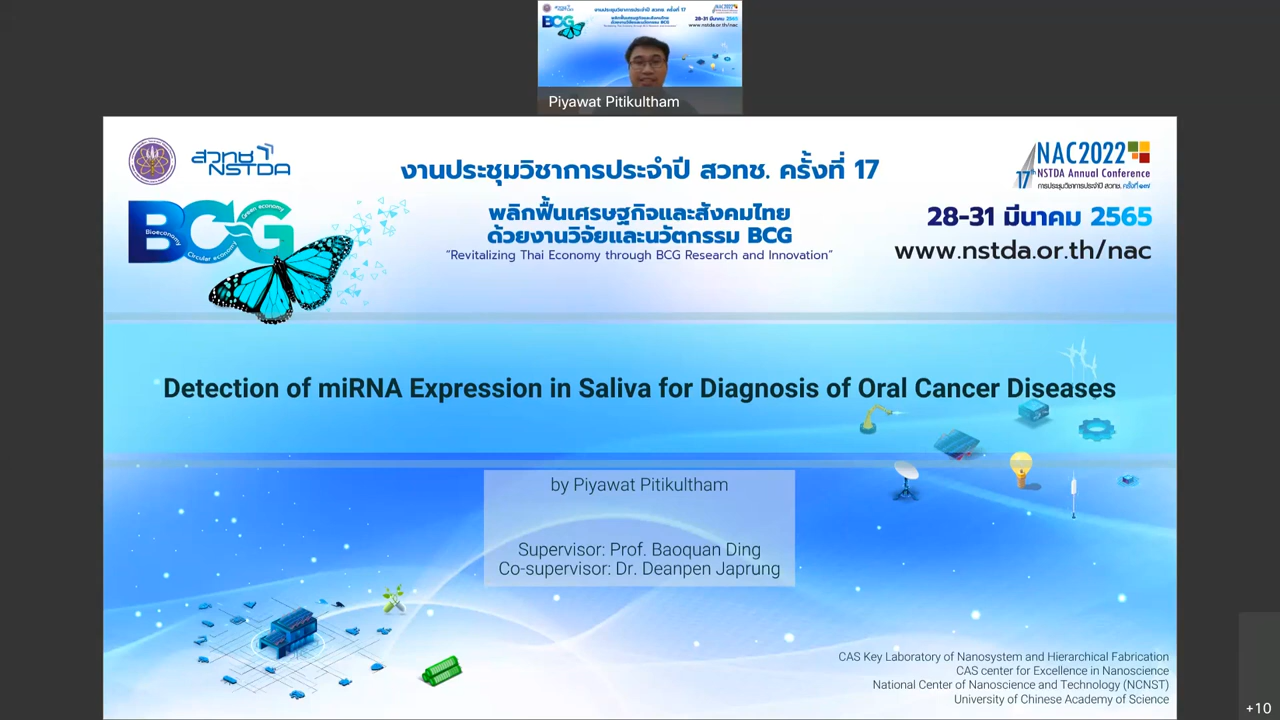 Piyawat Pitikultham
สวทช
NSTDA
BCG
Bioeconomy
Circular economy
Green economy
งานประชุมวิชาการประจำปี สวทช. ครั้งที่ 17
พลิกฟื้นเศรษฐกิจและสังคมไทย
ด้วยงานวิจัยและนวัตกรรม BCG
“Revitalizing Thai Economy through BCG Research and Innovation”
NAC2022
17th NSTDA Annual Conference
การประชุมวิชาการประจำปี สวทช. ครั้งที่ ๑๗
28-31 มีนาคม 2565
www.nstda.or.th/nac
Detection of miRNA Expression in Saliva for Diagnosis of Oral Cancer Diseases
by Piyawat Pitikultham
Supervisor: Prof. Baoquan Ding
Co-supervisor: Dr. Deanpen Japrung
CAS Key Laboratory of Nanosystem and Hierarchical Fabrication
CAS center for Excellence in Nanoscience
National Center of Nanoscience and Technology (NCNST)
University of Chinese Academy of Science
+10